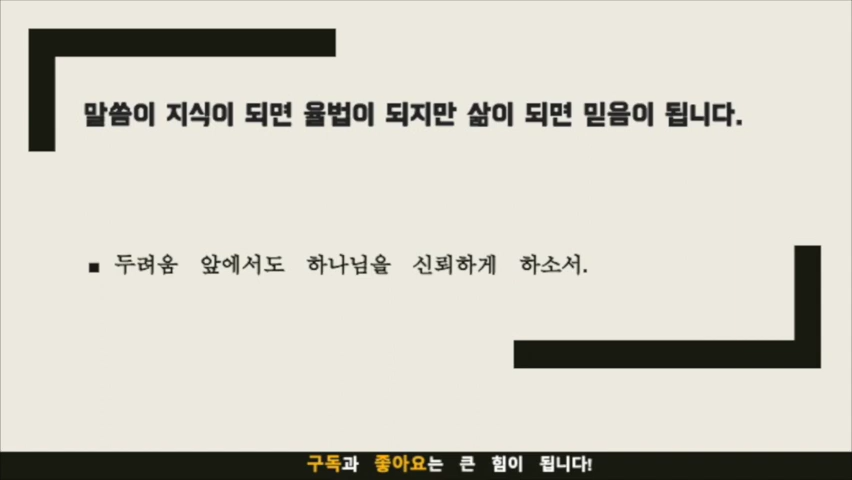 말씀이 지식이 되면 율법이 되지만 삶이 되면 믿음이 됩니다.
■ 두려움 앞에서도 하나님을 신뢰하게 하소서.
구독과 좋아요는 큰 힘이 됩니다!